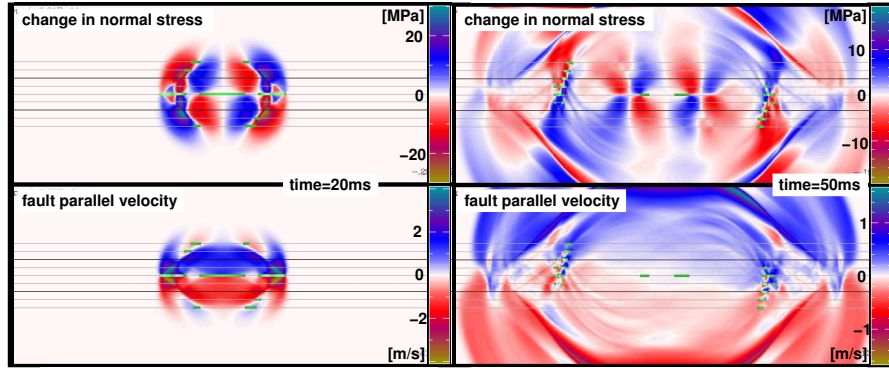 change in normal stress
[MPa]
20
0
−20
time=20ms
fault parallel velocity
2
0
−2
[m/s]
change in normal stress
[MPa]
10
0
−10
time=50ms
fault parallel velocity
1
0
−1
[m/s]